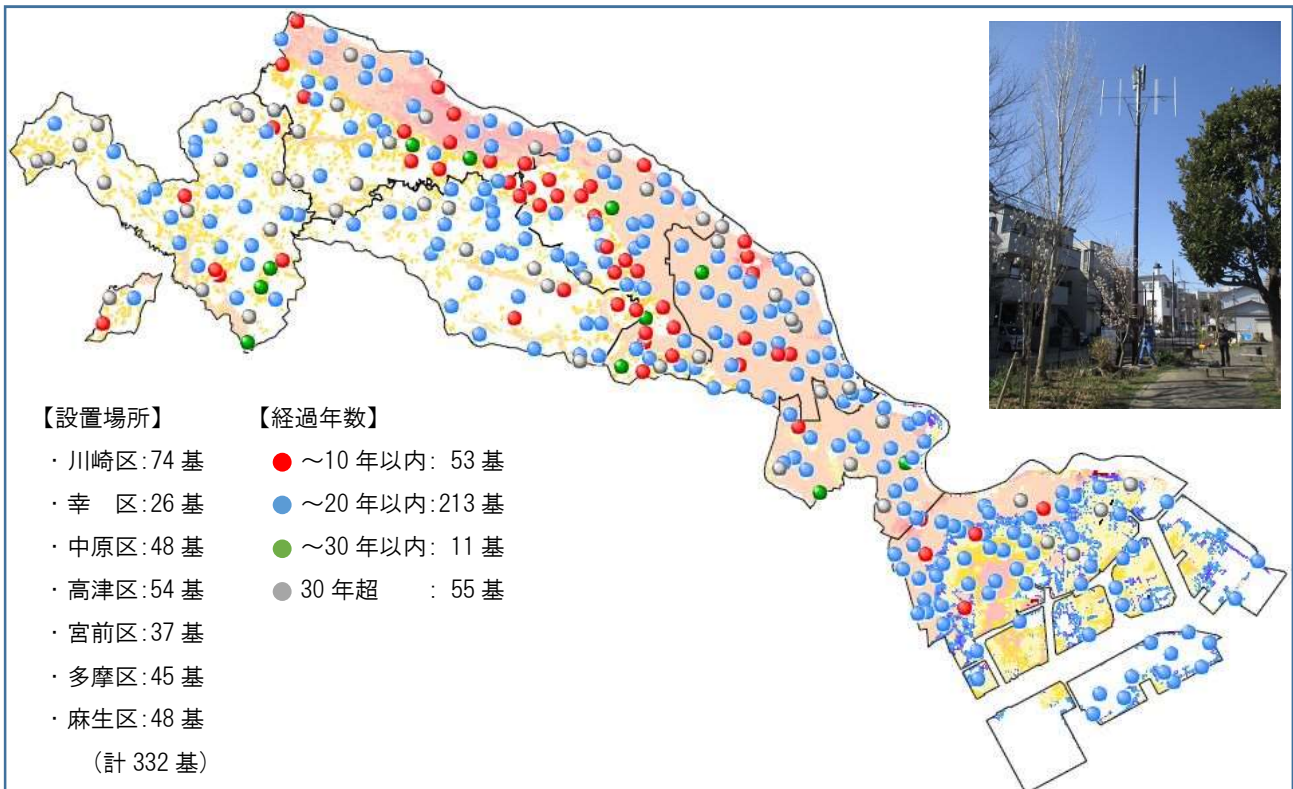 【設置場所】
・川崎区:74 基
・幸　区:26 基
・中原区:48 基
・高津区:54 基
・宮前区:37 基
・多摩区:45 基
・麻生区:48 基
（計 332 基）
【経過年数】
～10 年以内: 53 基
～20 年以内:213 基
～30 年以内: 11 基
30 年超　: 55 基